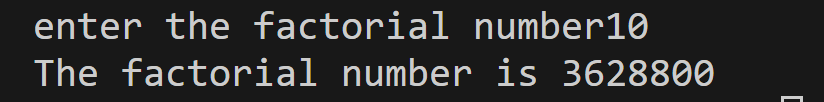 enter the factorial number10
The factorial number is 3628800